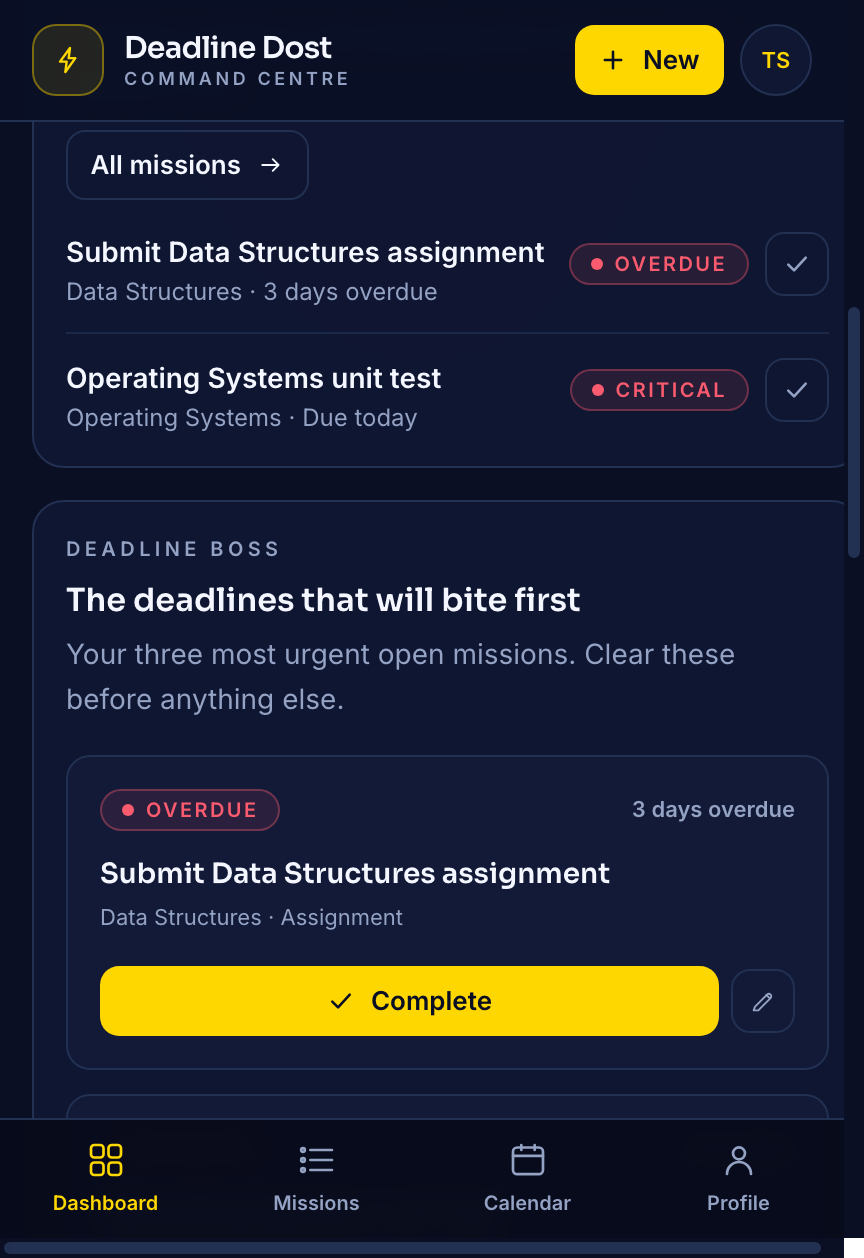 Deadline Dost
COMMAND CENTRE
New
TS
All missions
Submit Data Structures assignment
OVERDUE
Data Structures · 3 days overdue
Operating Systems unit test
CRITICAL
Operating Systems · Due today
DEADLINE BOSS
The deadlines that will bite first
Your three most urgent open missions. Clear these
before anything else.
OVERDUE
3 days overdue
Submit Data Structures assignment
Data Structures · Assignment
Complete
Dashboard
Missions
Calendar
Profile